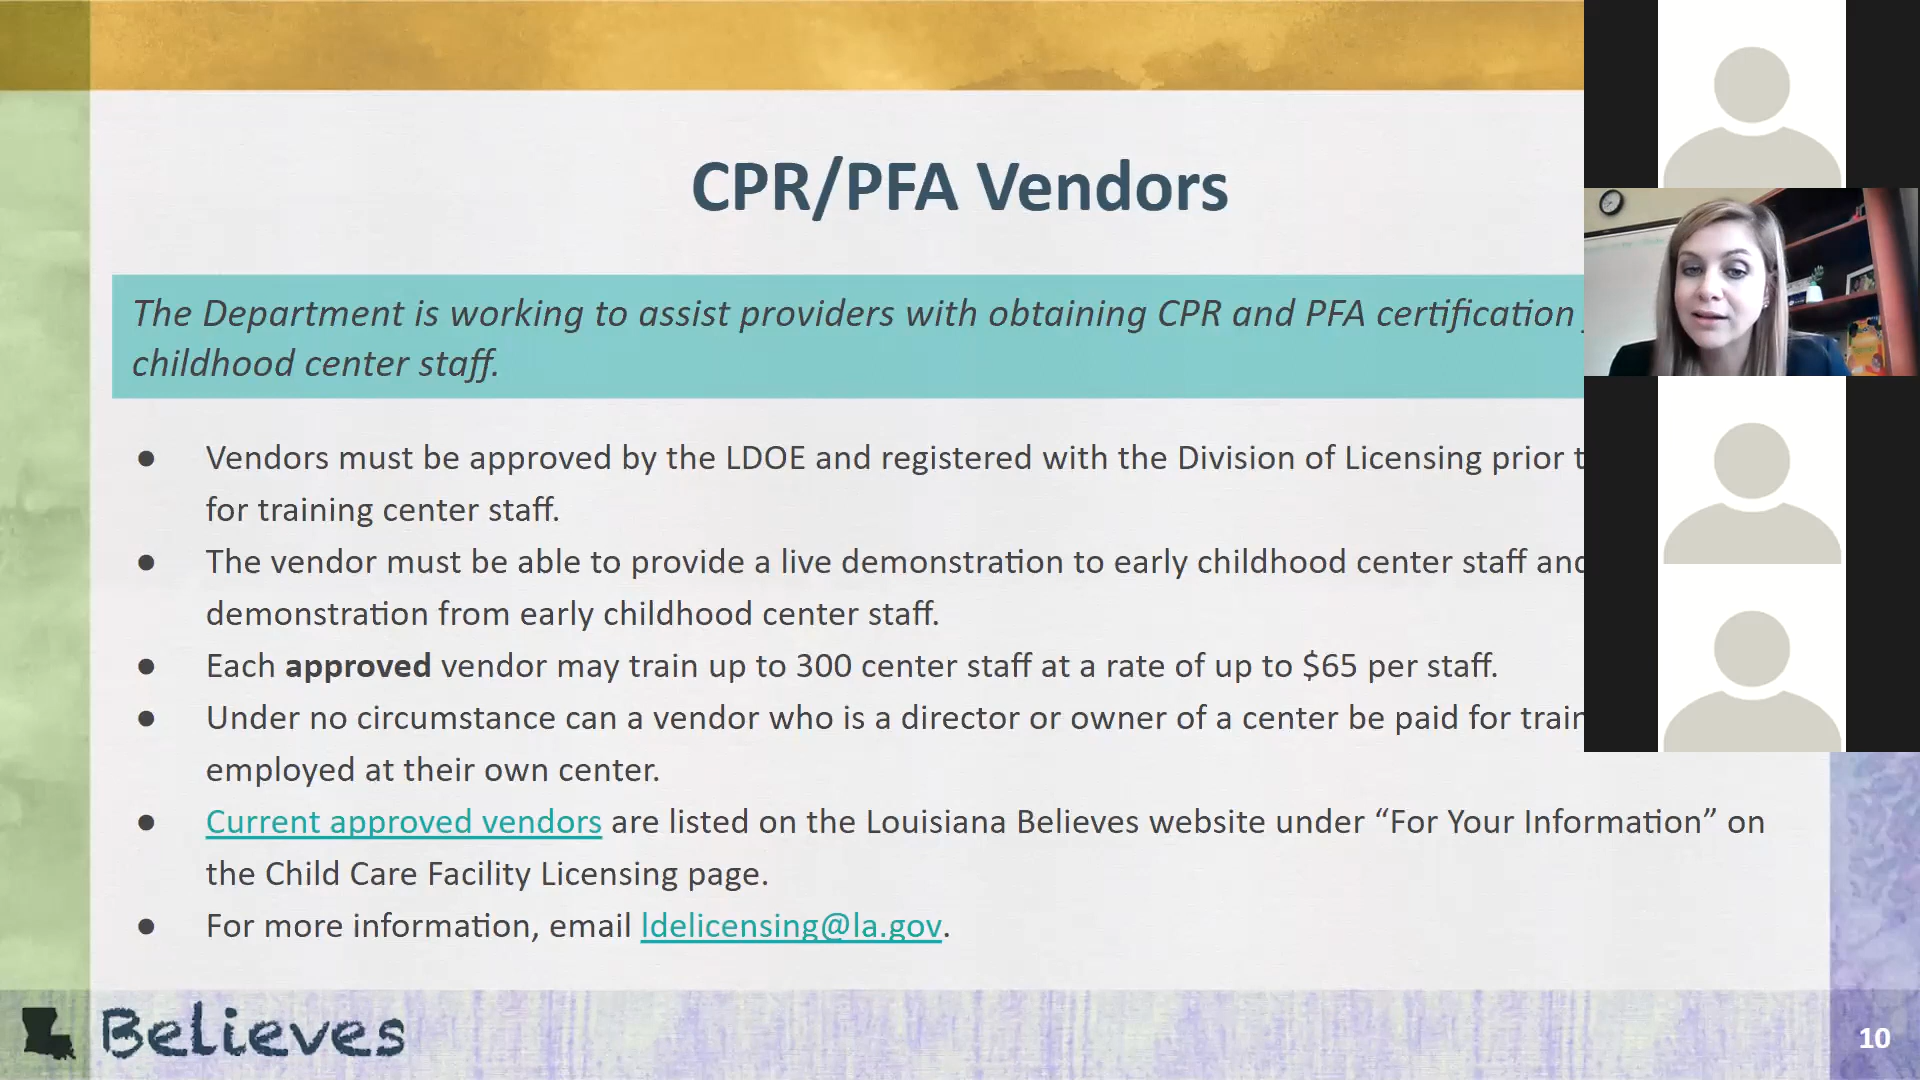 CPR/PFA Vendors
The Department is working to assist providers with obtaining CPR and PFA certification
childhood center staff.
● Vendors must be approved by the LDOE and registered with the Division of Licensing prior
for training center staff.
● The vendor must be able to provide a live demonstration to early childhood center staff and
demonstration from early childhood center staff.
● Each approved vendor may train up to 300 center staff at a rate of up to $65 per staff.
● Under no circumstance can a vendor who is a director or owner of a center be paid for
employed at their own center.
● Current approved vendors are listed on the Louisiana Believes website under “For Your Information” on
the Child Care Facility Licensing page.
● For more information, email ldelicensing@la.gov.
Believes
10